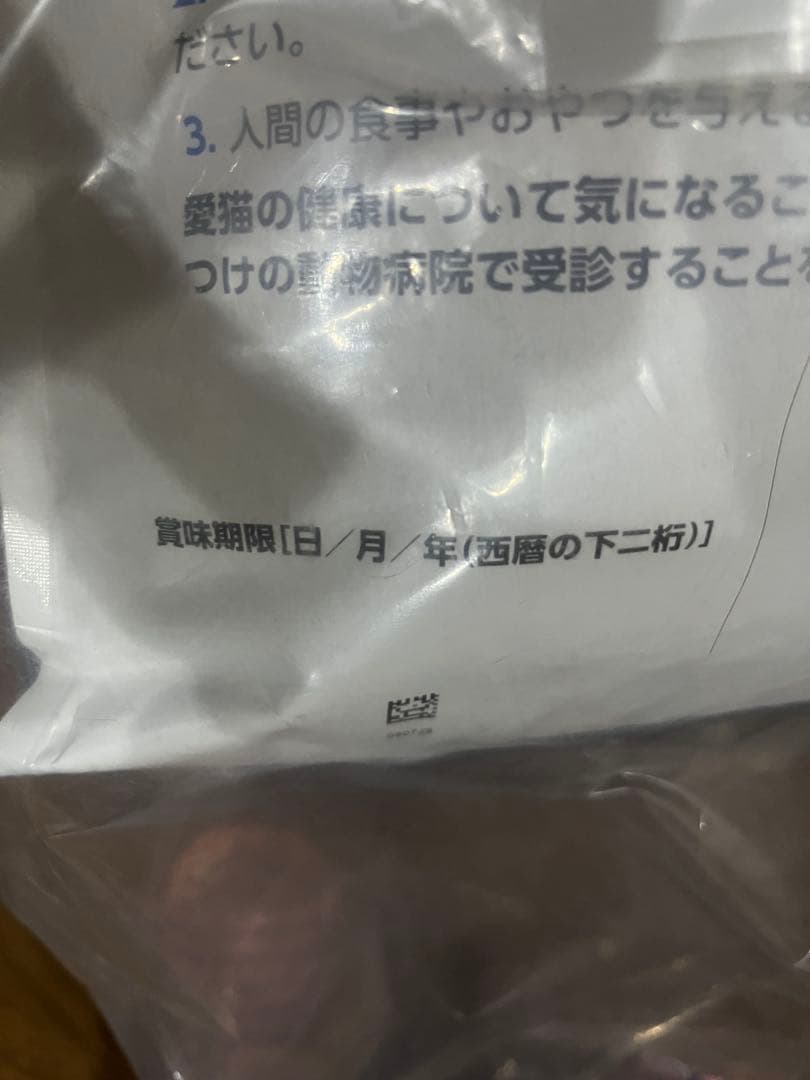 ださい。
3. 人間の食事やおやつを与える
愛猫の健康について気になるこ
つけの動物病院で受診することを
賞味期限[日／月／年(西暦の下二桁)]